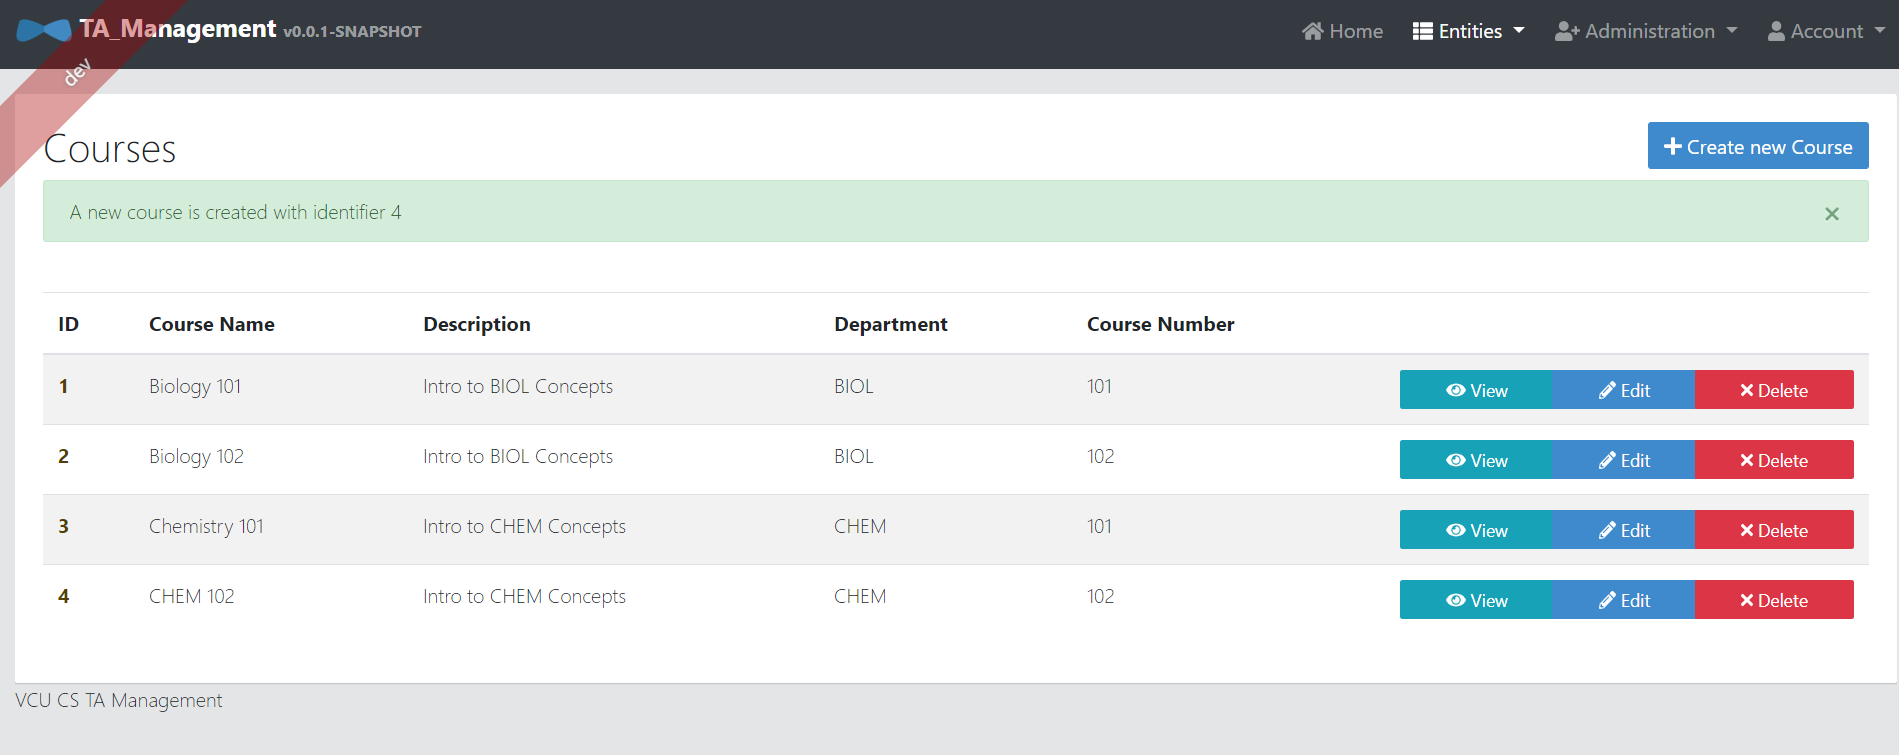 TA_Management v0.0.1-SNAPSHOT
Home Entities Administration Account
dev
Courses
Create new Course
A new course is created with identifier 4
ID Course Name Description Department Course Number
1 Biology 101 Intro to BIOL Concepts BIOL 101 View Edit Delete
2 Biology 102 Intro to BIOL Concepts BIOL 102 View Edit Delete
3 Chemistry 101 Intro to CHEM Concepts CHEM 101 View Edit Delete
4 CHEM 102 Intro to CHEM Concepts CHEM 102 View Edit Delete
VCU CS TA Management